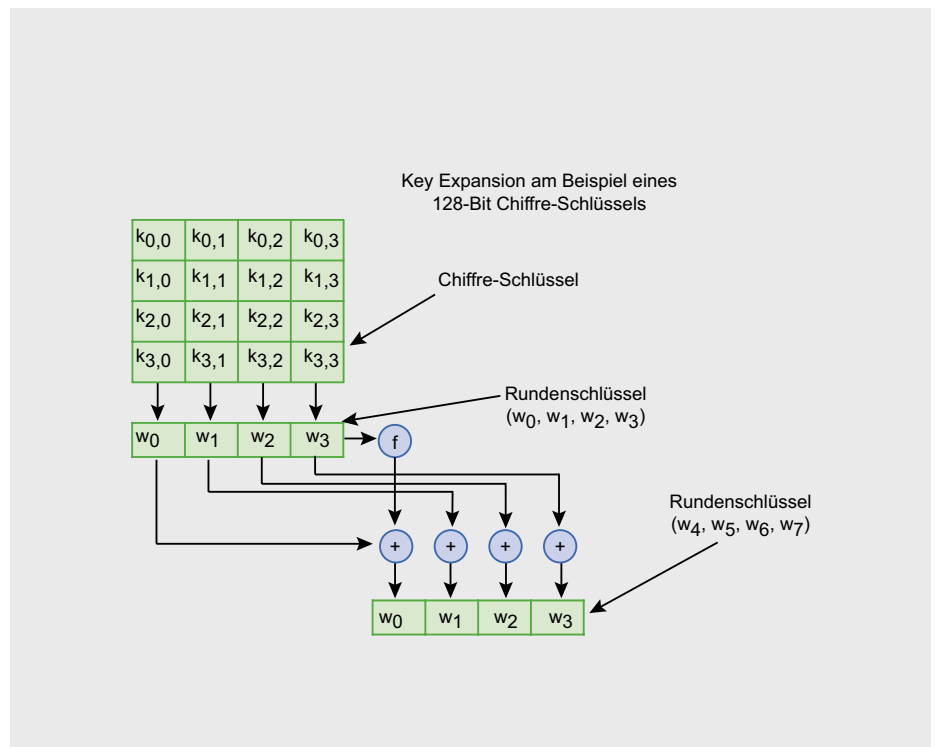 Key Expansion am Beispiel eines
128-Bit Chiffre-Schlüssels
k0,0 k0,1 k0,2 k0,3
k1,0 k1,1 k1,2 k1,3
k2,0 k2,1 k2,2 k2,3
k3,0 k3,1 k3,2 k3,3
Chiffre-Schlüssel
Rundenschlüssel
(w0, w1, w2, w3)
w0 w1 w2 w3
f
Rundenschlüssel
(w4, w5, w6, w7)
+ + + +
w0 w1 w2 w3